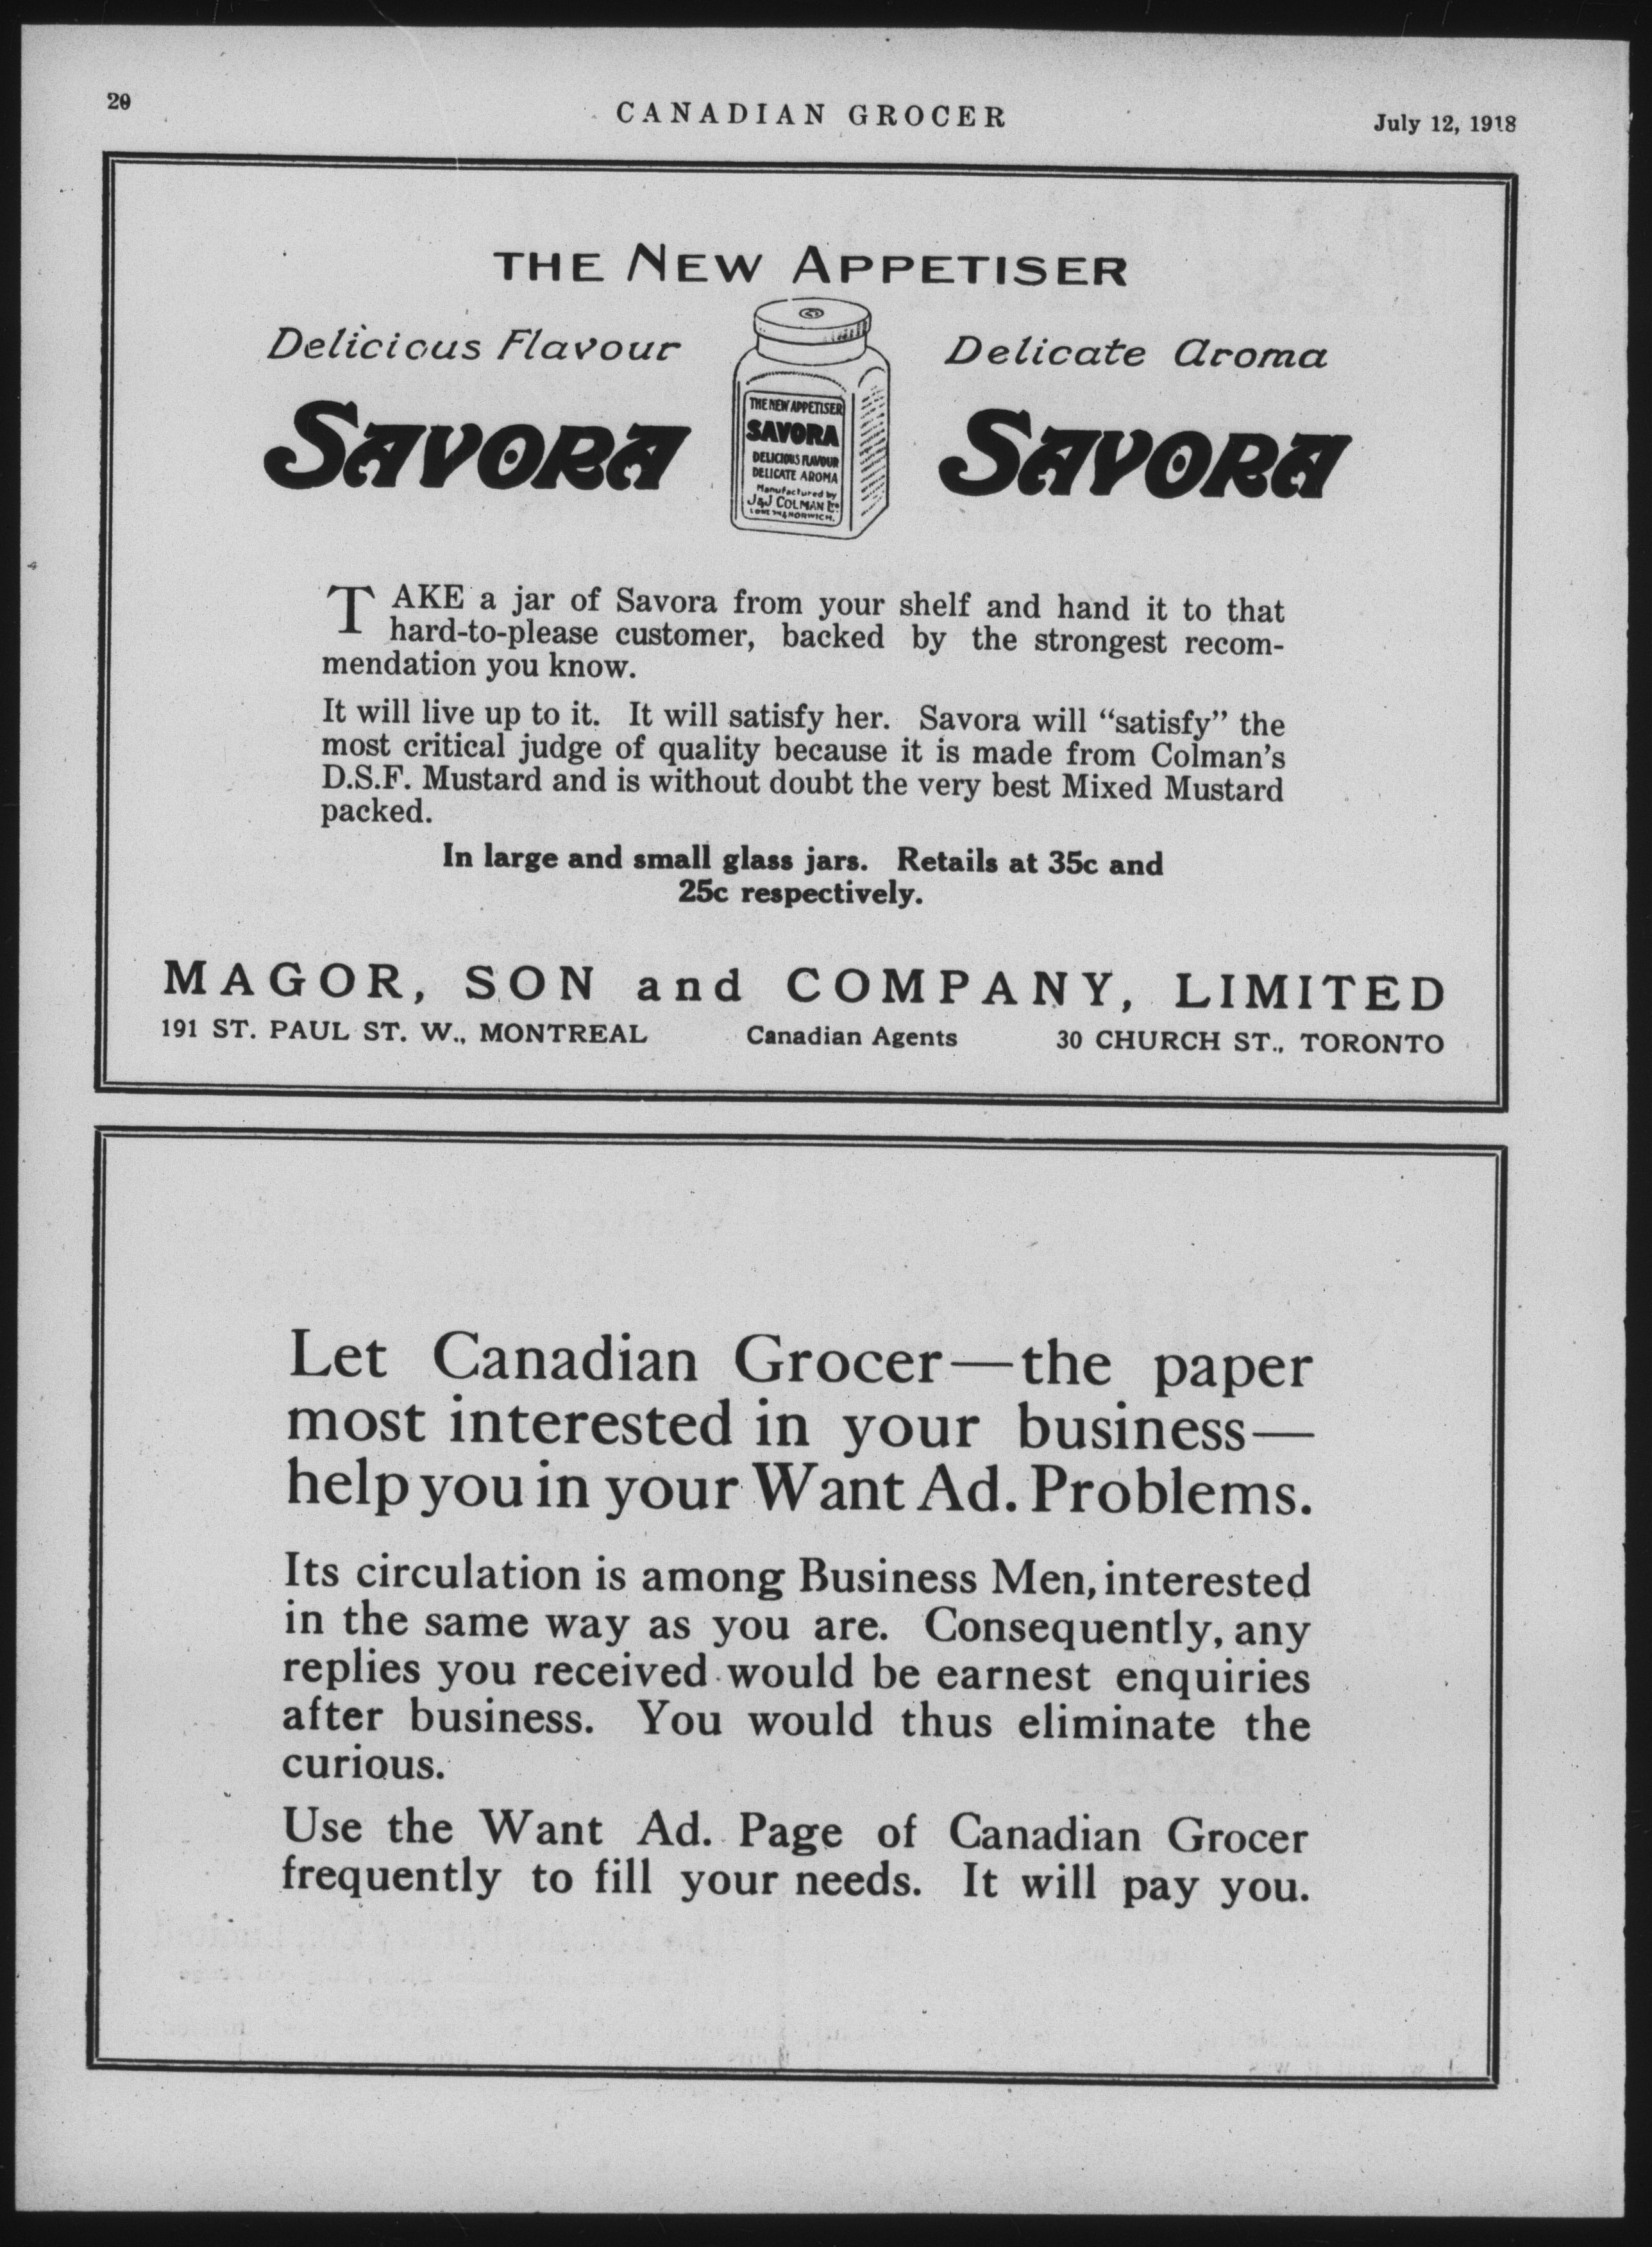 20
CANADIAN GROCER
July 12, 1918
THE NEW APPETISER
Delicious Flavour
Delicate Aroma
SAVORA
SAVORA
THE NEW APPETISER
SAVORA
DELICIOUS FLAVOUR
DELICATE AROMA
Manufactured by
J&J COLMAN LTD
LONDON & NORWICH.
TAKE a jar of Savora from your shelf and hand it to that
hard-to-please customer, backed by the strongest recom-
mendation you know.
It will live up to it. It will satisfy her. Savora will "satisfy" the
most critical judge of quality because it is made from Colman's
D.S.F. Mustard and is without doubt the very best Mixed Mustard
packed.
In large and small glass jars. Retails at 35c and
25c respectively.
MAGOR, SON and COMPANY, LIMITED
191 ST. PAUL ST. W., MONTREAL
Canadian Agents
30 CHURCH ST., TORONTO
Let Canadian Grocer—the paper
most interested in your business—
help you in your Want Ad. Problems.
Its circulation is among Business Men, interested
in the same way as you are. Consequently, any
replies you received would be earnest enquiries
after business. You would thus eliminate the
curious.
Use the Want Ad. Page of Canadian Grocer
frequently to fill your needs. It will pay you.